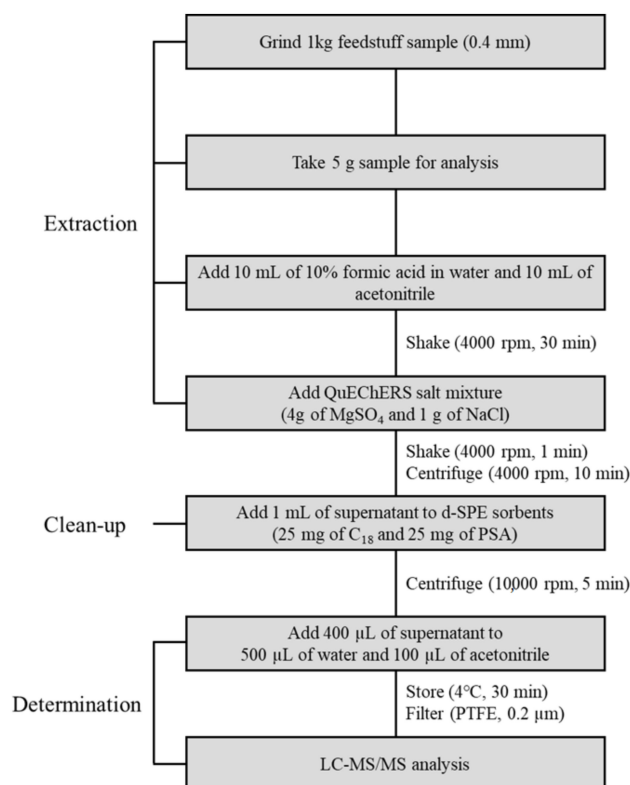 Grind 1kg feedstuff sample (0.4 mm)
Take 5 g sample for analysis
Extraction
Add 10 mL of 10% formic acid in water and 10 mL of
acetonitrile
Shake (4000 rpm, 30 min)
Add QuEChERS salt mixture
(4g of MgSO₄ and 1 g of NaCl)
Shake (4000 rpm, 1 min)
Centrifuge (4000 rpm, 10 min)
Clean-up
Add 1 mL of supernatant to d-SPE sorbents
(25 mg of C₁₈ and 25 mg of PSA)
Centrifuge (10,000 rpm, 5 min)
Add 400 µL of supernatant to
500 µL of water and 100 µL of acetonitrile
Determination
Store (4℃, 30 min)
Filter (PTFE, 0.2 µm)
LC-MS/MS analysis